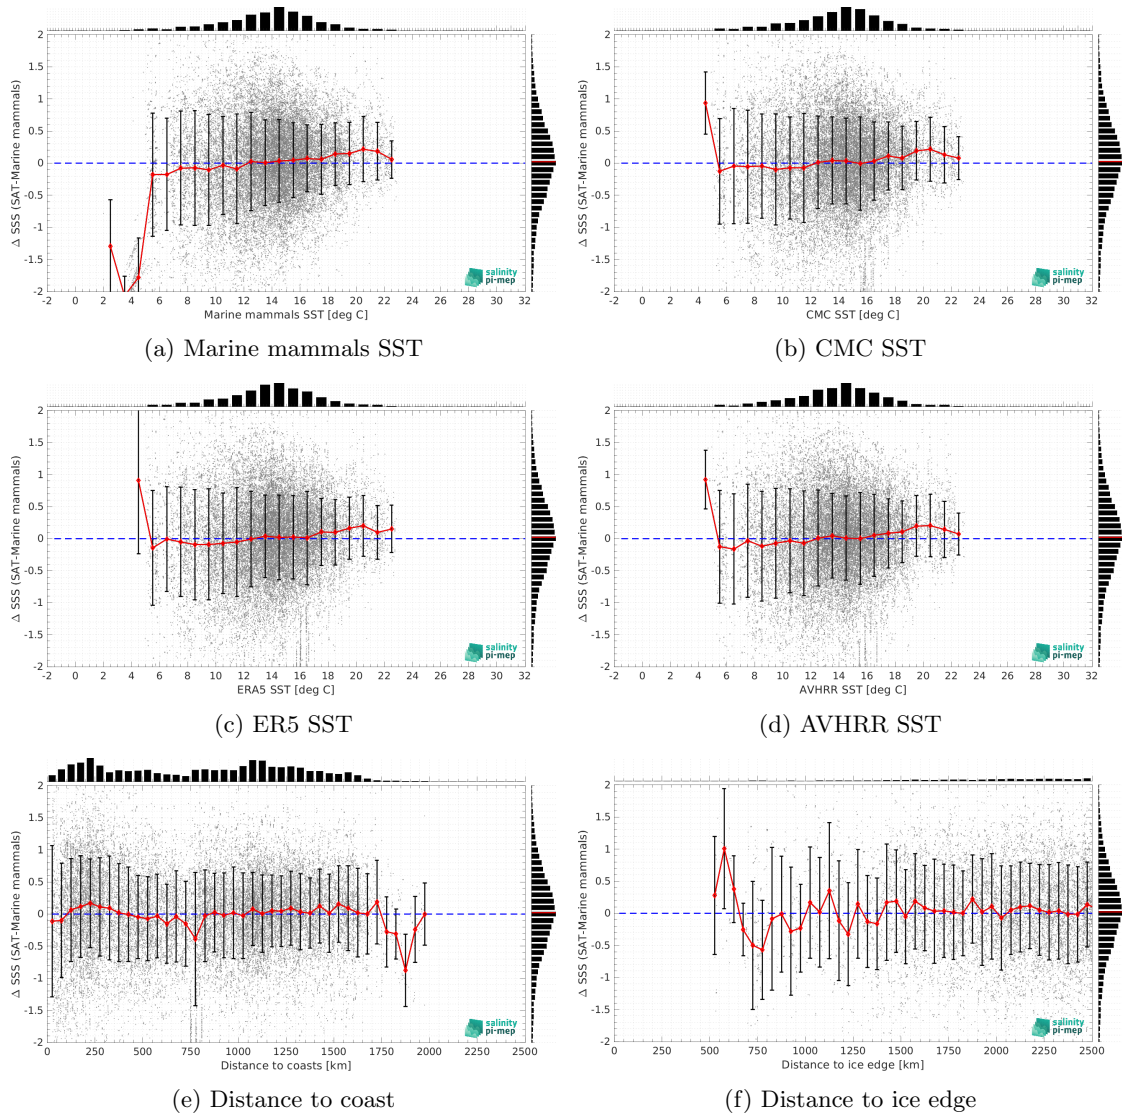 Δ SSS (SAT-Marine mammals)
2
1.5
1
0.5
0
-0.5
-1
-1.5
-2
-2 0 2 4 6 8 10 12 14 16 18 20 22 24 26 28 30 32
Marine mammals SST [deg C]
salinity
pi-mep
(a) Marine mammals SST
Δ SSS (SAT-Marine mammals)
2
1.5
1
0.5
0
-0.5
-1
-1.5
-2
-2 0 2 4 6 8 10 12 14 16 18 20 22 24 26 28 30 32
CMC SST [deg C]
salinity
pi-mep
(b) CMC SST
Δ SSS (SAT-Marine mammals)
2
1.5
1
0.5
0
-0.5
-1
-1.5
-2
-2 0 2 4 6 8 10 12 14 16 18 20 22 24 26 28 30 32
ERA5 SST [deg C]
salinity
pi-mep
(c) ER5 SST
Δ SSS (SAT-Marine mammals)
2
1.5
1
0.5
0
-0.5
-1
-1.5
-2
-2 0 2 4 6 8 10 12 14 16 18 20 22 24 26 28 30 32
AVHRR SST [deg C]
salinity
pi-mep
(d) AVHRR SST
Δ SSS (SAT-Marine mammals)
2
1.5
1
0.5
0
-0.5
-1
-1.5
-2
0 250 500 750 1000 1250 1500 1750 2000 2250 2500
Distance to coasts [km]
salinity
pi-mep
(e) Distance to coast
Δ SSS (SAT-Marine mammals)
2
1.5
1
0.5
0
-0.5
-1
-1.5
-2
0 250 500 750 1000 1250 1500 1750 2000 2250 2500
Distance to ice edge [km]
salinity
pi-mep
(f) Distance to ice edge